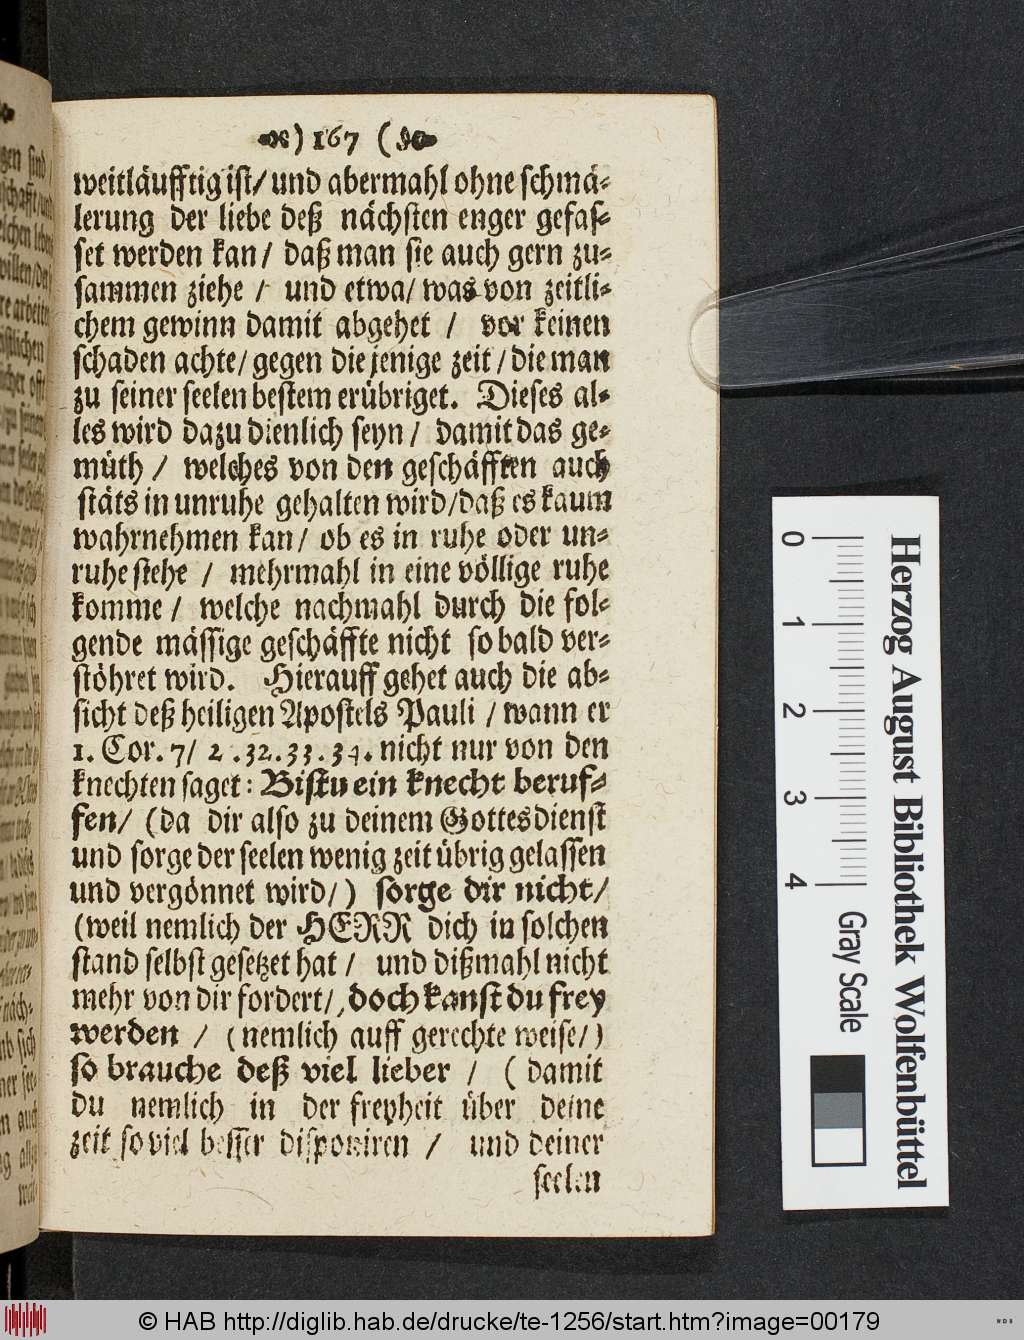 ) 167 (
weitläufftig ist/ und abermahl ohne schmä-
lerung der liebe deß nächsten enger gefas-
set werden kan/ daß man sie auch gern zu-
sammen ziehe / und etwa/ was von zeitli-
chem gewinn damit abgehet / vor keinen
schaden achte/ gegen die jenige zeit / die man
zu seiner seelen bestem erübriget. Dieses al-
les wird dazu dienlich seyn / damit das ge-
müth / welches von den geschäfften auch
stäts in unruhe gehalten wird/ daß es kaum
wahrnehmen kan/ ob es in ruhe oder un-
ruhe stehe / mehrmahl in eine völlige ruhe
komme / welche nachmahl durch die fol-
gende mässige geschäffte nicht so bald ver-
stöhret wird. Hierauff gehet auch die ab-
sicht deß heiligen Apostels Pauli / wann er
1. Cor. 7/ 2 .32.33.34. nicht nur von den
knechten saget: Bistu ein knecht beruf-
fen/ (da dir also zu deinem Gottesdienst
und sorge der seelen wenig zeit übrig gelassen
und vergönnet wird/) sorge dir nicht/
(weil nemlich der HERR dich in solchen
stand selbst gesetzet hat / und dißmahl nicht
mehr von dir fordert/, doch kanst du frey
werden / (nemlich auff gerechte weise/)
so brauche deß viel lieber / ( damit
du nemlich in der freyheit über deine
zeit so viel besser disponiren / und deiner
seelen
Herzog August Bibliothek Wolfenbüttel
0 1 2 3 4 Gray Scale
© HAB http://diglib.hab.de/drucke/te-1256/start.htm?image=00179